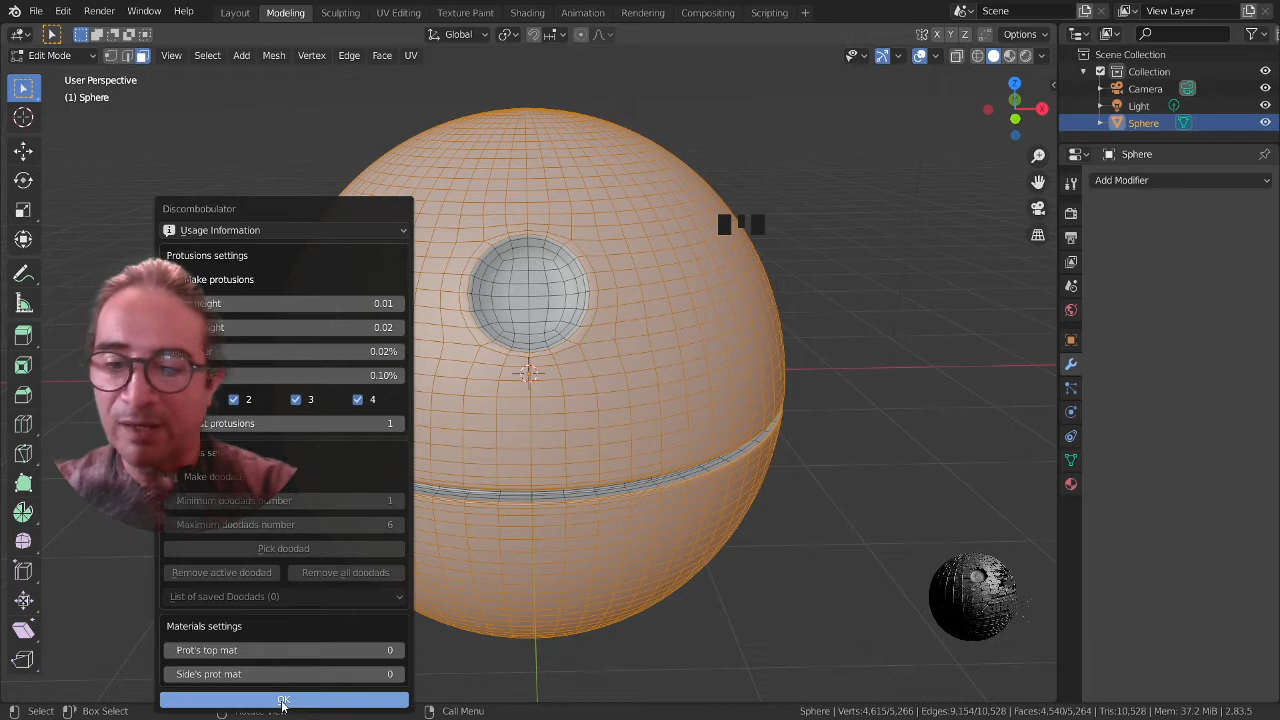 File Edit Render Window Help Layout Modeling Sculpting UV Editing Texture Paint Shading Animation Rendering Compositing Scripting + Scene View Layer
Global Options
Edit Mode View Select Add Mesh Vertex Edge Face UV X Y Z
User Perspective
(1) Sphere
Scene Collection
Collection
Camera
Light
Sphere
Sphere
Add Modifier
Z
Y
X
Discombobulator
Usage Information
Protusions settings
Make protusions
height 0.01
0.02
0.02%
0.10%
2 3 4
protusions 1
Make doodad
Minimum doodads number 1
Maximum doodads number 6
Pick doodad
Remove active doodad Remove all doodads
List of saved Doodads (0)
Materials settings
Prot's top mat 0
Side's prot mat 0
OK
Select Box Select Rotate View Call Menu Sphere | Verts:4,615/5,266 | Edges:9,154/10,528 | Faces:4,540/5,264 | Tris:10,528 | Mem: 37.2 MiB | 2.83.5